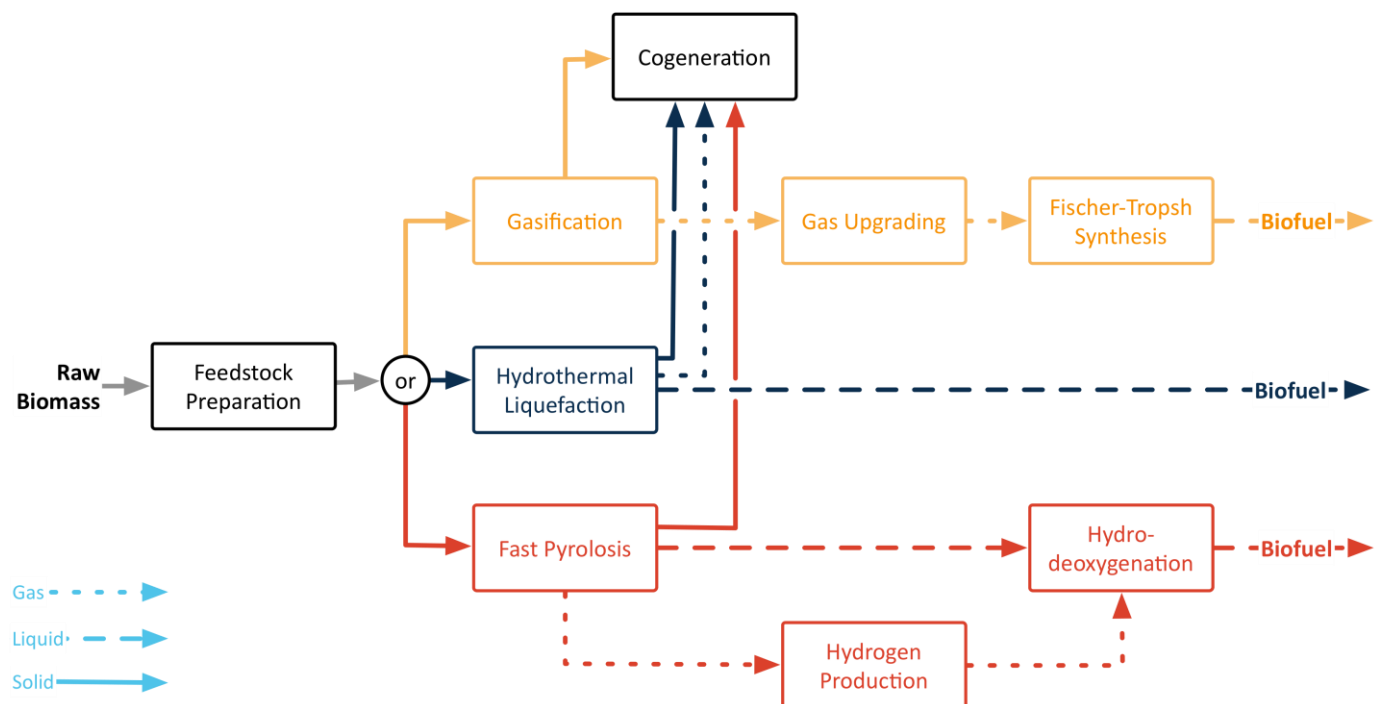 Cogeneration
Gasification
Gas Upgrading
Fischer-Tropsh
Synthesis
Biofuel
Raw
Biomass
Feedstock
Preparation
or
Hydrothermal
Liquefaction
Biofuel
Fast Pyrolosis
Hydro-
deoxygenation
Biofuel
Hydrogen
Production
Gas
Liquid
Solid